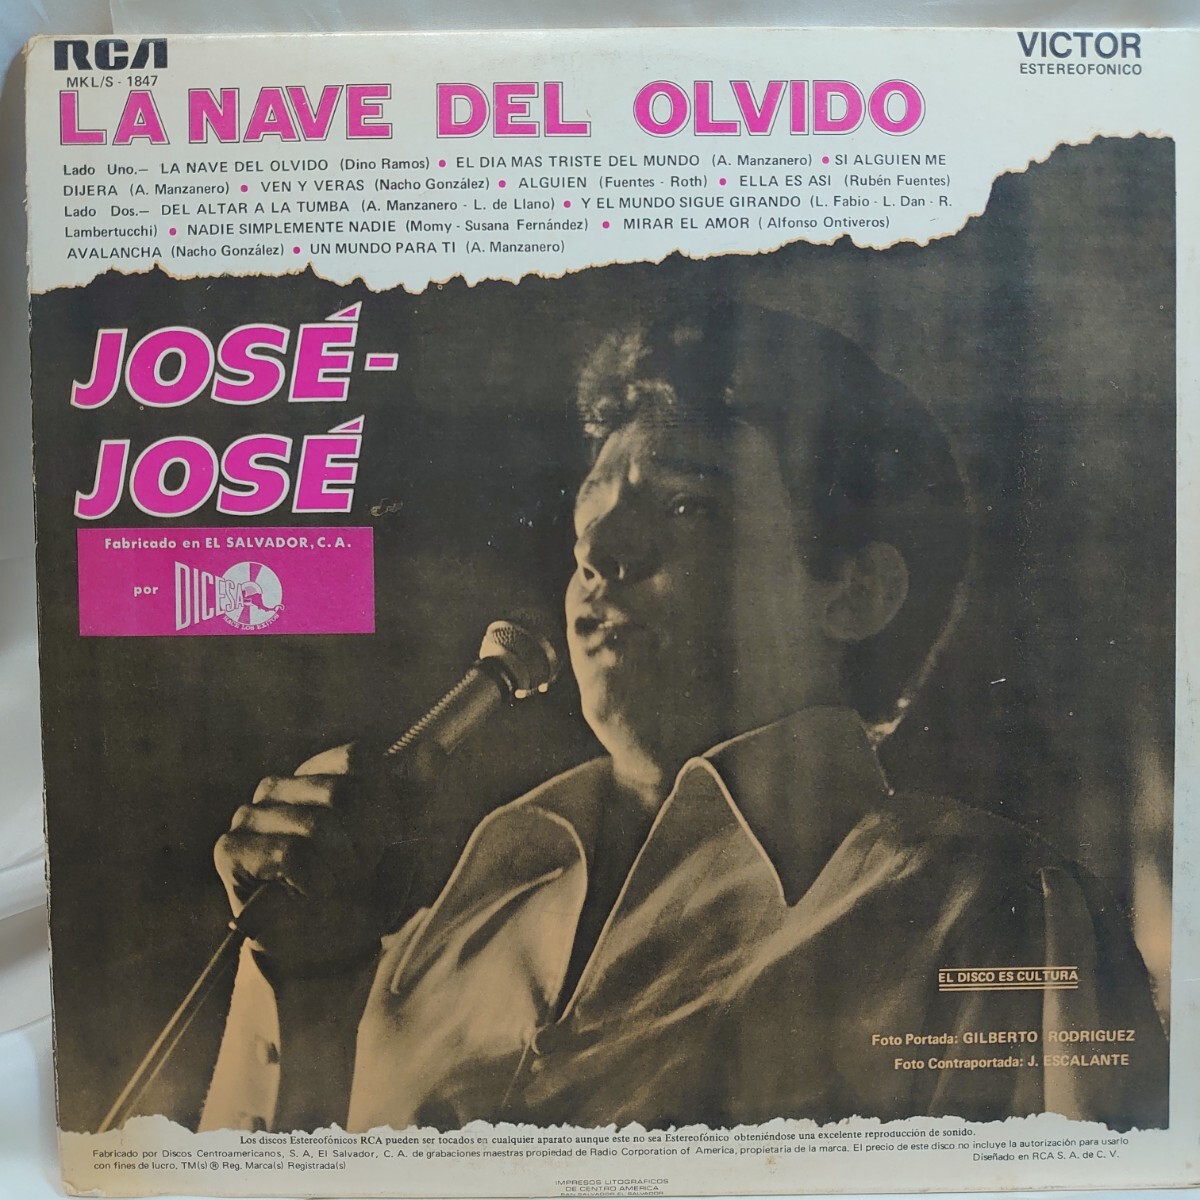 RCA
MKL/S - 1847
VICTOR
ESTEREOFONICO
LA NAVE DEL OLVIDO
Lado Uno.— LA NAVE DEL OLVIDO (Dino Ramos) • EL DIA MAS TRISTE DEL MUNDO (A. Manzanero) • SI ALGUIEN ME
DIJERA (A. Manzanero) • VEN Y VERAS (Nacho González) • ALGUIEN (Fuentes - Roth) • ELLA ES ASI (Rubén Fuentes)
Lado Dos.— DEL ALTAR A LA TUMBA (A. Manzanero - L. de Llano) • Y EL MUNDO SIGUE GIRANDO (L. Fabio - L. Dan - R.
Lambertucchi) • NADIE SIMPLEMENTE NADIE (Momy - Susana Fernández) • MIRAR EL AMOR ( Alfonso Ontiveros)
AVALANCHA (Nacho González) • UN MUNDO PARA TI (A. Manzanero)
JOSÉ-
JOSÉ
Fabricado en EL SALVADOR, C. A.
por DICESA
HACE LOS EXITOS
EL DISCO ES CULTURA
Foto Portada: GILBERTO RODRIGUEZ
Foto Contraportada: J. ESCALANTE
Los discos Estereofónicos RCA pueden ser tocados en cualquier aparato aunque este no sea Estereofónico obteniéndose una excelente reproducción de sonido.
Fabricado por Discos Centroamericanos, S. A, El Salvador, C. A. de grabaciones maestras propiedad de Radio Corporation of America, propietaria de la marca. El precio de este disco no incluye la autorización para usarlo
con fines de lucro, TM(s) ® Reg. Marca(s) Registrada(s)
Diseñado en RCA S. A. de C. V.
IMPRESOS LITOGRAFICOS
DE CENTRO AMERICA
SAN SALVADOR EL SALVADOR